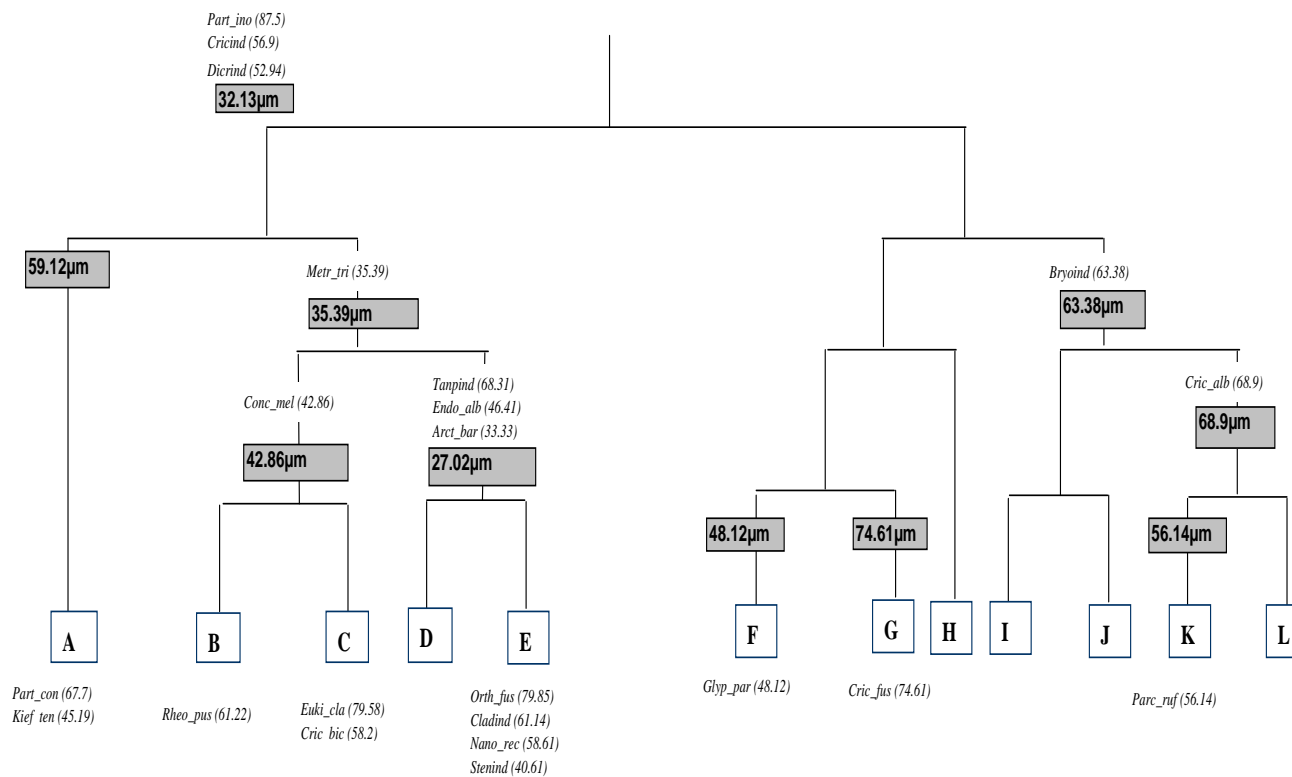 Part_ino (87.5)
Cricind (56.9)
Dicrind (52.94)
32.13µm
59.12µm
Metr_tri (35.39)
35.39µm
Bryoind (63.38)
63.38µm
Conc_mel (42.86)
42.86µm
Tanpind (68.31)
Endo_alb (46.41)
Arct_bar (33.33)
27.02µm
Cric_alb (68.9)
68.9µm
48.12µm
74.61µm
56.14µm
A
B
C
D
E
F
G
H
I
J
K
L
Part_con (67.7)
Kief_ten (45.19)
Rheo_pus (61.22)
Euki_cla (79.58)
Cric_bic (58.2)
Orth_fus (79.85)
Cladind (61.14)
Nano_rec (58.61)
Stenind (40.61)
Glyp_par (48.12)
Cric_fus (74.61)
Parc_ruf (56.14)